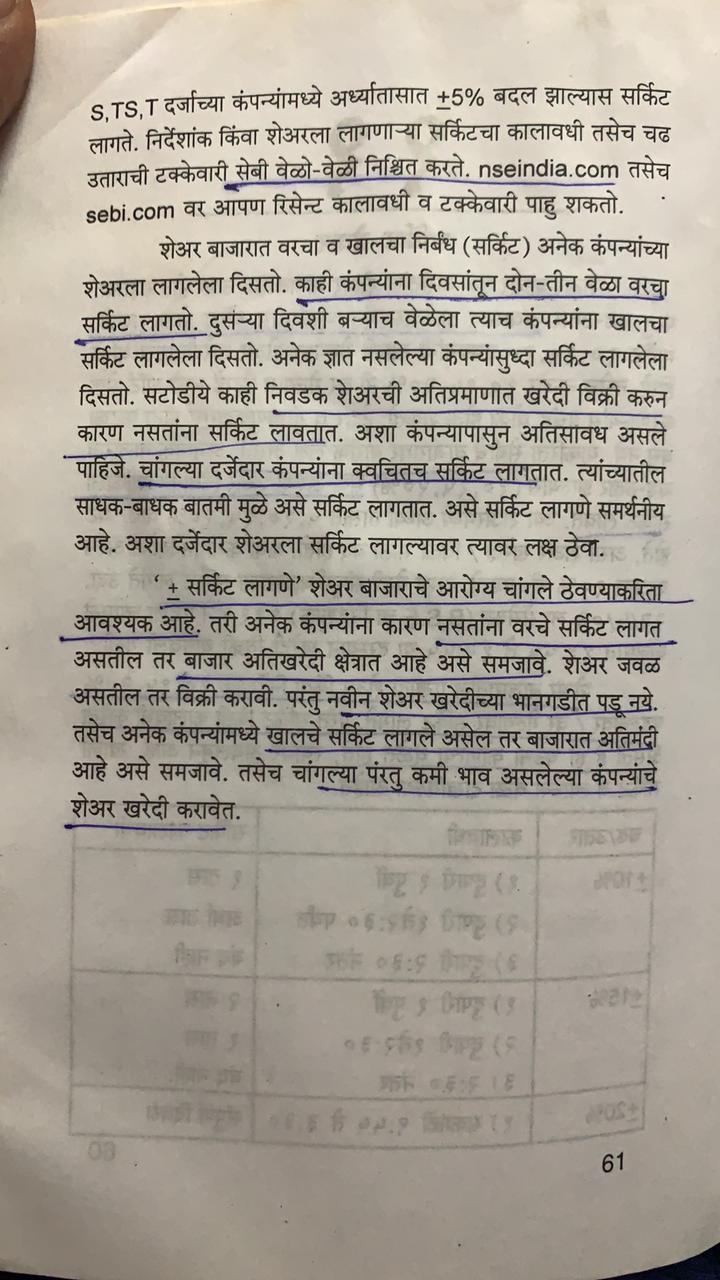 S,TS,T दर्जाच्या कंपन्यांमध्ये अर्ध्यातासात ±5% बदल झाल्यास सर्किट
लागते. निर्देशांक किंवा शेअरला लागणाऱ्या सर्किटचा कालावधी तसेच चढ
उताराची टक्केवारी सेबी वेळो-वेळी निश्चित करते. nseindia.com तसेच
sebi.com वर आपण रिसेन्ट कालावधी व टक्केवारी पाहु शकतो.
शेअर बाजारात वरचा व खालचा निर्बंध (सर्किट) अनेक कंपन्यांच्या
शेअरला लागलेला दिसतो. काही कंपन्यांना दिवसांतून दोन-तीन वेळा वरचा
सर्किट लागतो. दुसऱ्या दिवशी बऱ्याच वेळेला त्याच कंपन्यांना खालचा
सर्किट लागलेला दिसतो. अनेक ज्ञात नसलेल्या कंपन्यांसुध्दा सर्किट लागलेला
दिसतो. सटोडीये काही निवडक शेअरची अतिप्रमाणात खरेदी विक्री करुन
कारण नसतांना सर्किट लावतात. अशा कंपन्यापासुन अतिसावध असले
पाहिजे. चांगल्या दर्जेदार कंपन्यांना क्वचितच सर्किट लागतात. त्यांच्यातील
साधक-बाधक बातमी मुळे असे सर्किट लागतात. असे सर्किट लागणे समर्थनीय
आहे. अशा दर्जेदार शेअरला सर्किट लागल्यावर त्यावर लक्ष ठेवा.
‘ ± सर्किट लागणे’ शेअर बाजाराचे आरोग्य चांगले ठेवण्याकरिता
आवश्यक आहे. तरी अनेक कंपन्यांना कारण नसतांना वरचे सर्किट लागत
असतील तर बाजार अतिखरेदी क्षेत्रात आहे असे समजावे. शेअर जवळ
असतील तर विक्री करावी. परंतु नवीन शेअर खरेदीच्या भानगडीत पडू नये.
तसेच अनेक कंपन्यांमध्ये खालचे सर्किट लागले असेल तर बाजारात अतिमंदी
आहे असे समजावे. तसेच चांगल्या पंरतु कमी भाव असलेल्या कंपन्यांचे
शेअर खरेदी करावेत.
61